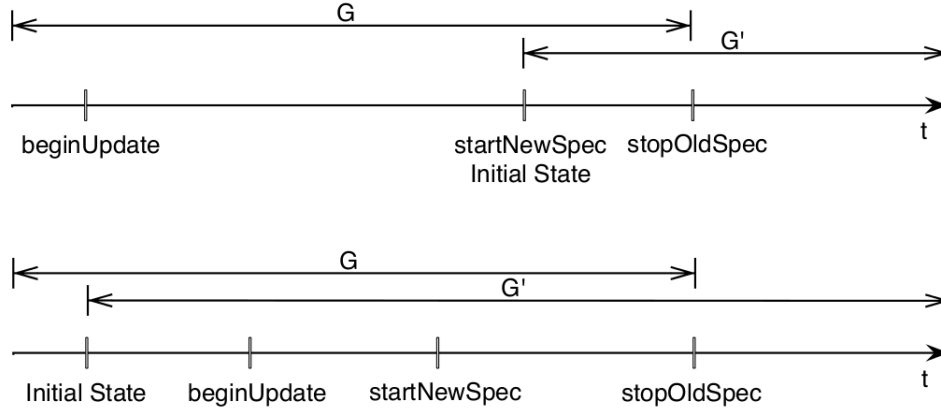 G
G'
beginUpdate startNewSpec stopOldSpec t
Initial State
G
G'
Initial State beginUpdate startNewSpec stopOldSpec t